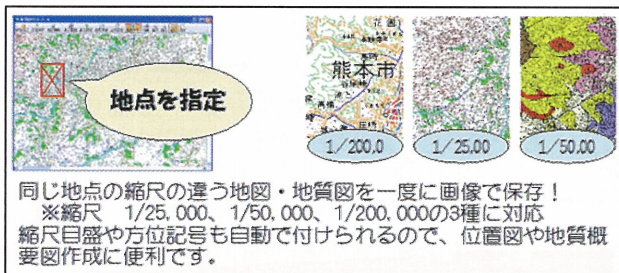 地点を指定
熊本市
1/200.0
1/25.00
1/50.00
同じ地点の縮尺の違う地図・地質図を一度に画像で保存!
※縮尺 1/25,000、1/50,000、1/200,000の3種に対応
縮尺目盛や方位記号も自動で付けられるので、位置図や地質概
要図作成に便利です。